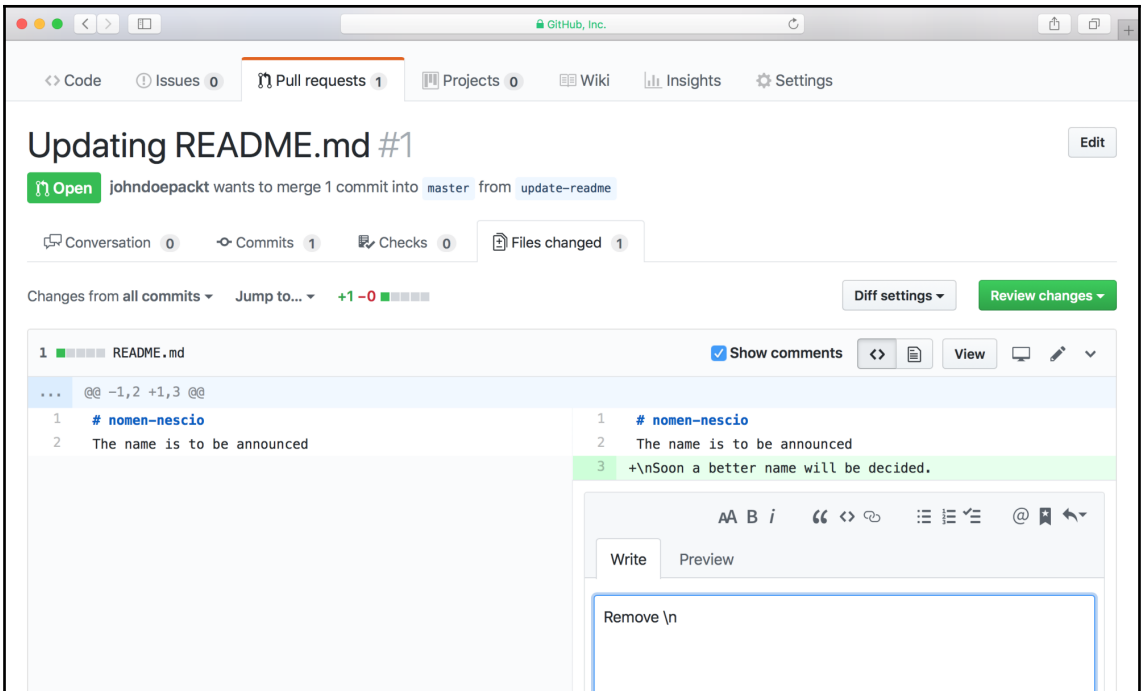 GitHub, Inc.
<> Code Issues 0 Pull requests 1 Projects 0 Wiki Insights Settings
Updating README.md #1
Edit
Open johndoepackt wants to merge 1 commit into master from update-readme
Conversation 0 Commits 1 Checks 0 Files changed 1
Changes from all commits Jump to... +1 −0 Diff settings Review changes
1 README.md Show comments <> View
... @@ -1,2 +1,3 @@
1 # nomen-nescio 1 # nomen-nescio
2 The name is to be announced 2 The name is to be announced
3 +\nSoon a better name will be decided.
AA B i “ <> @
Write Preview
Remove \n